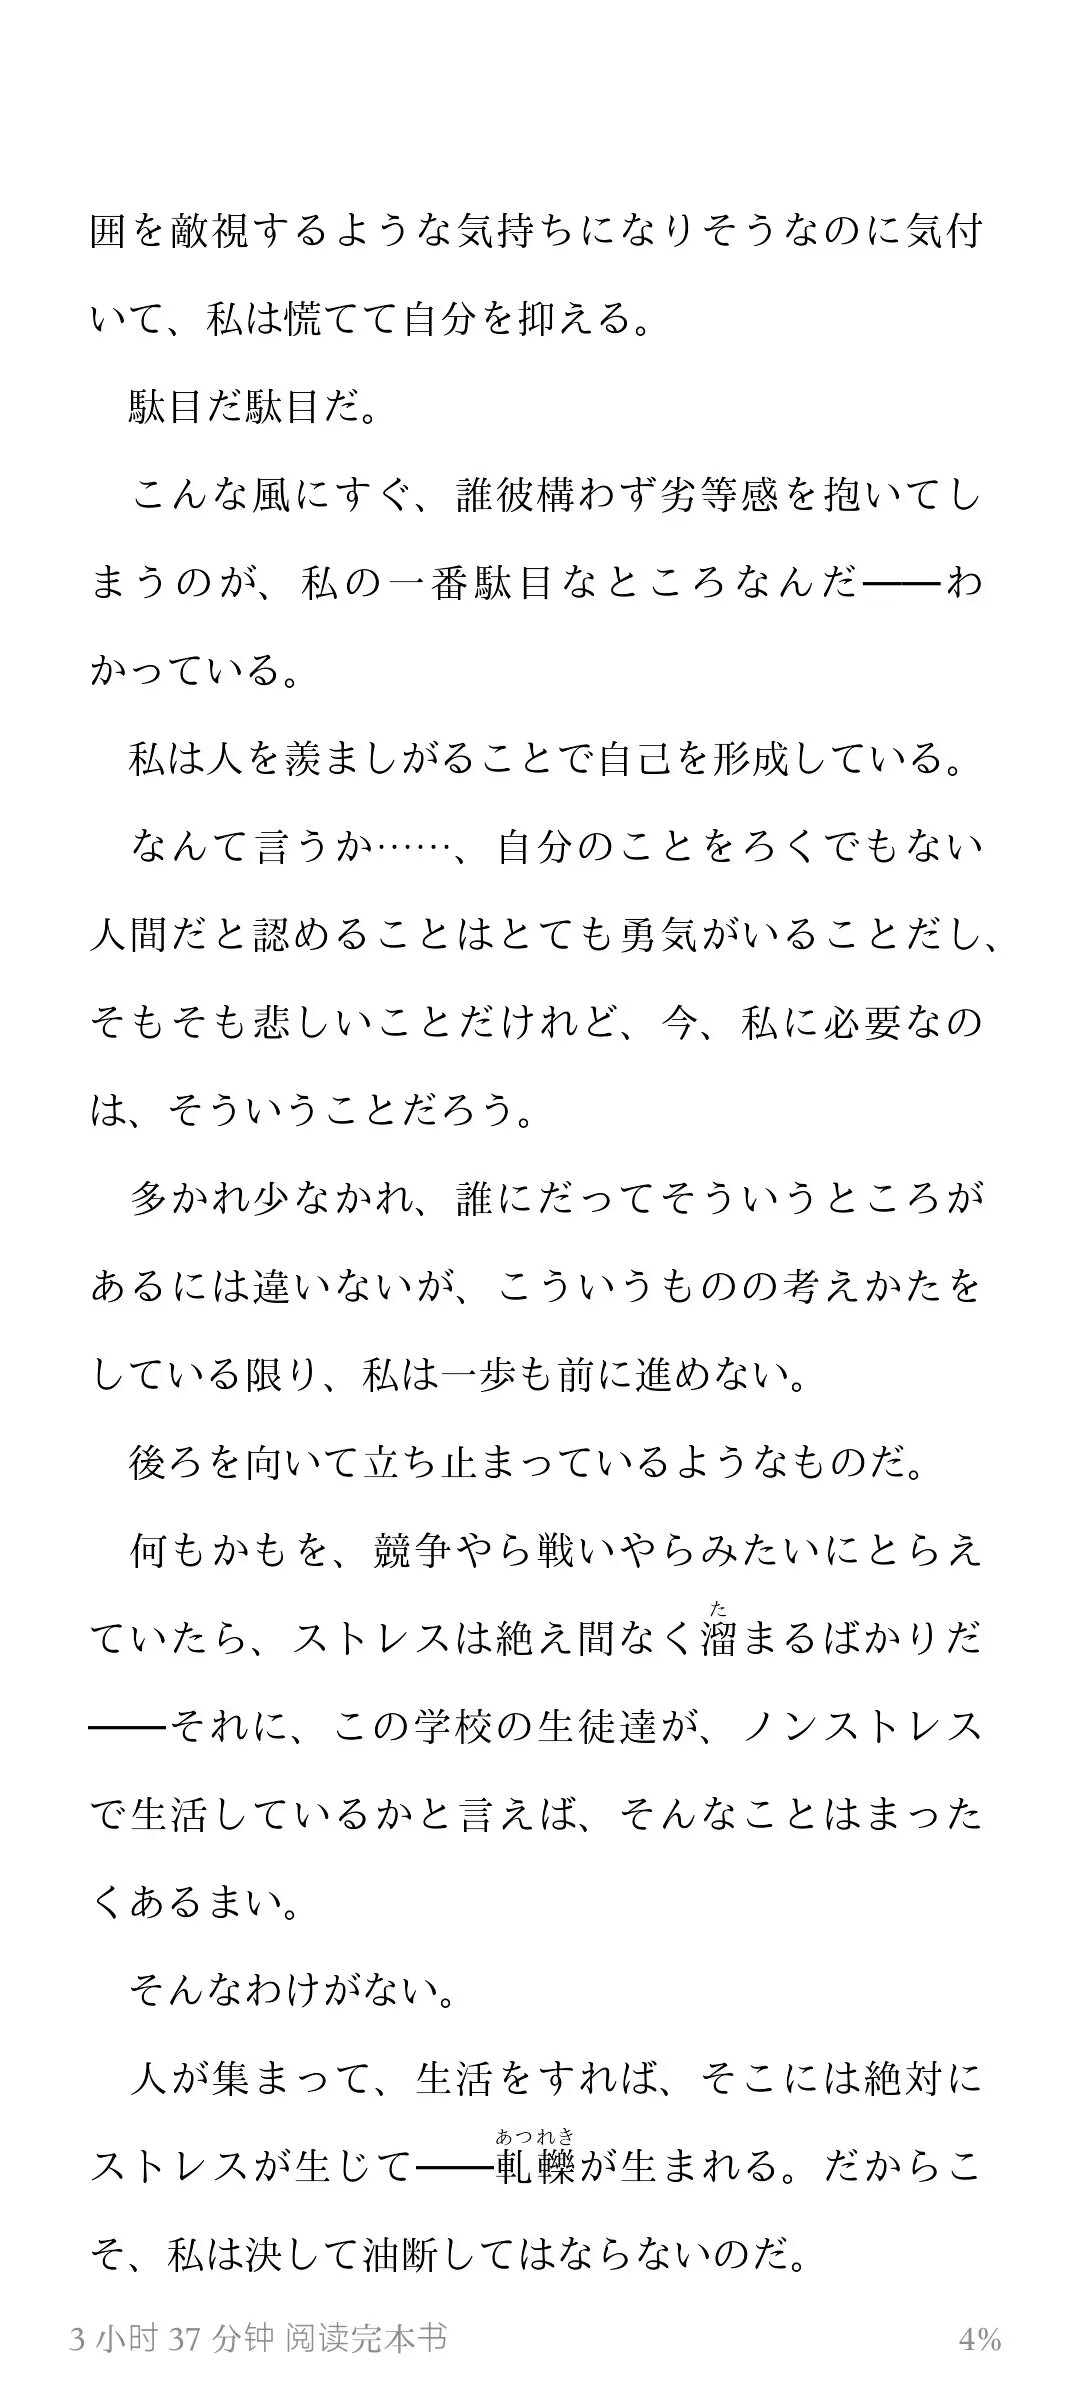 囲を敵視するような気持ちになりそうなのに気付
いて、私は慌てて自分を抑える。
駄目だ駄目だ。
こんな風にすぐ、誰彼構わず劣等感を抱いてし
まうのが、私の一番駄目なところなんだ――わ
かっている。
私は人を羨ましがることで自己を形成している。
なんて言うか……、自分のことをろくでもない
人間だと認めることはとても勇気がいることだし、
そもそも悲しいことだけれど、今、私に必要なの
は、そういうことだろう。
多かれ少なかれ、誰にだってそういうところが
あるには違いないが、こういうものの考えかたを
している限り、私は一歩も前に進めない。
後ろを向いて立ち止まっているようなものだ。
何もかもを、競争やら戦いやらみたいにとらえ
た
ていたら、ストレスは絶え間なく溜まるばかりだ
――それに、この学校の生徒達が、ノンストレス
で生活しているかと言えば、そんなことはまった
くあるまい。
そんなわけがない。
人が集まって、生活をすれば、そこには絶対に
あつれき
ストレスが生じて――軋轢が生まれる。だからこ
そ、私は決して油断してはならないのだ。
3 小时 37 分钟 阅读完本书
4%